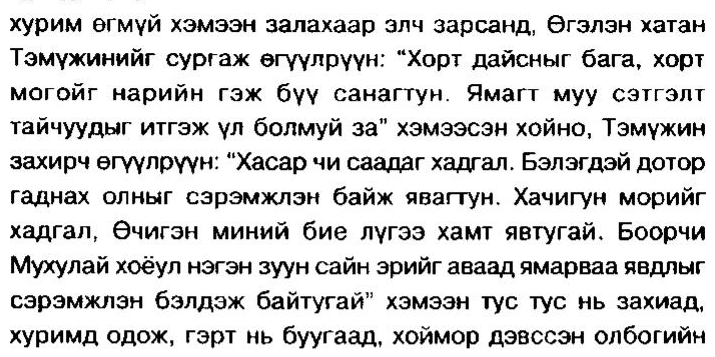 хурим өгмүй хэмээн залахаар элч зарсанд, Өгэлэн хатан
Тэмүжинийг сургаж өгүүлрүүн: “Хорт дайсныг бага, хорт
могойг нарийн гэж бүү санагтун. Ямагт муу сэтгэлт
тайчуудыг итгэж үл болмуй за” хэмээсэн хойно, Тэмүжин
захирч өгүүлрүүн: “Хасар чи саадаг хадгал. Бэлэгдэй дотор
гаднах олныг сэрэмжлэн байж явагтун. Хачигун морийг
хадгал, Өчигэн миний бие лүгээ хамт явтугай. Боорчи
Мухулай хоёул нэгэн зуун сайн эрийг аваад ямарваа явдлыг
сэрэмжлэн бэлдэж байтугай” хэмээн тус тус нь захиад,
хуримд одож, гэрт нь буугаад, хоймор дэвссэн олбогийн